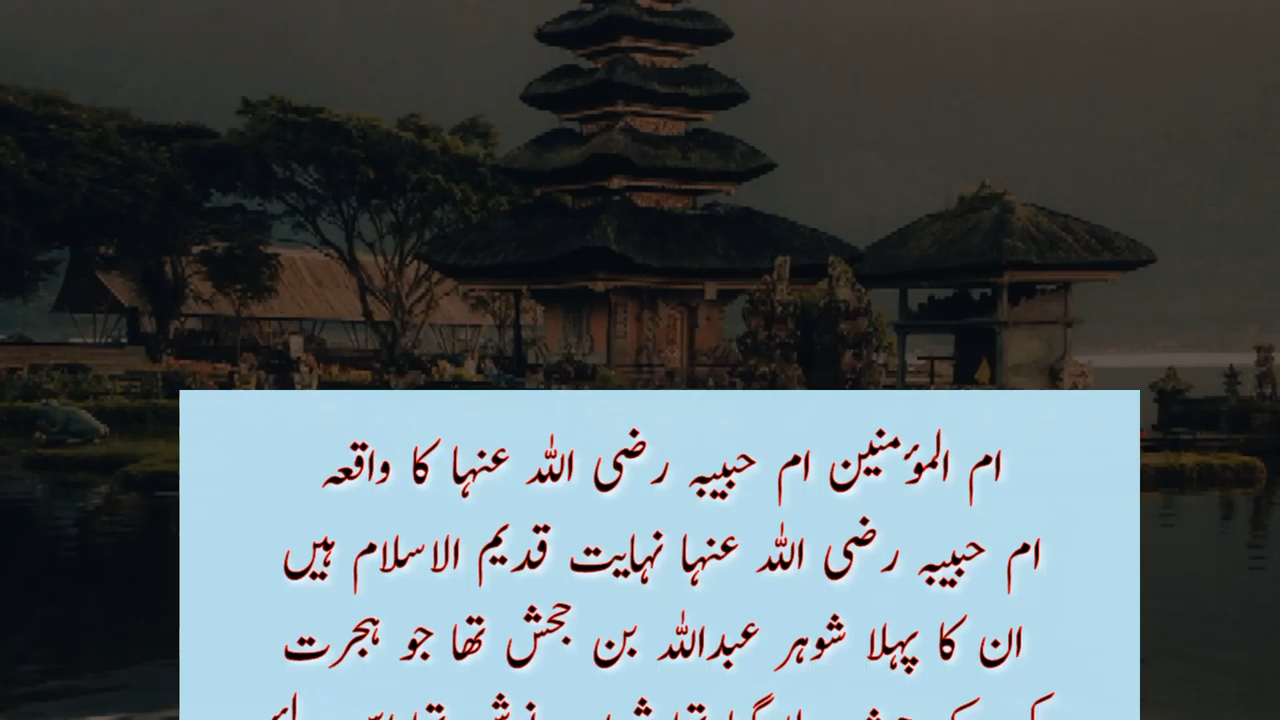 ام المؤمنین ام حبیبہ رضی اللہ عنہا کا واقعہ
ام حبیبہ رضی اللہ عنہا نہایت قدیم الاسلام ہیں
ان کا پہلا شوہر عبداللہ بن جحش تھا جو ہجرت